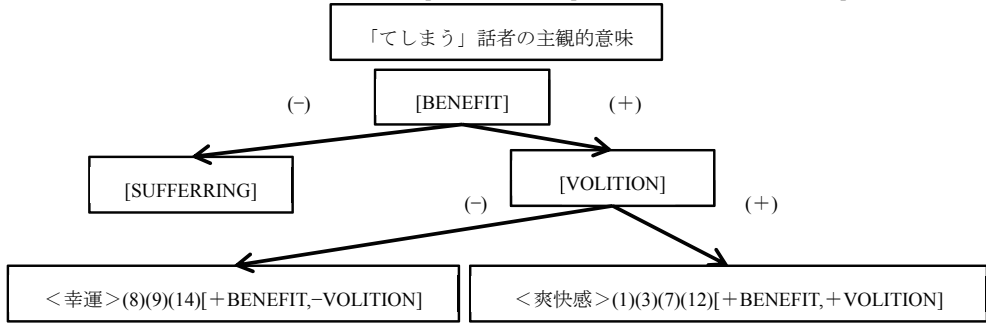 「てしまう」話者の主観的意味
(−) [BENEFIT] (＋)
[SUFFERRING] [VOLITION]
(−) (＋)
＜幸運＞(8)(9)(14)[＋BENEFIT,−VOLITION] ＜爽快感＞(1)(3)(7)(12)[＋BENEFIT,＋VOLITION]